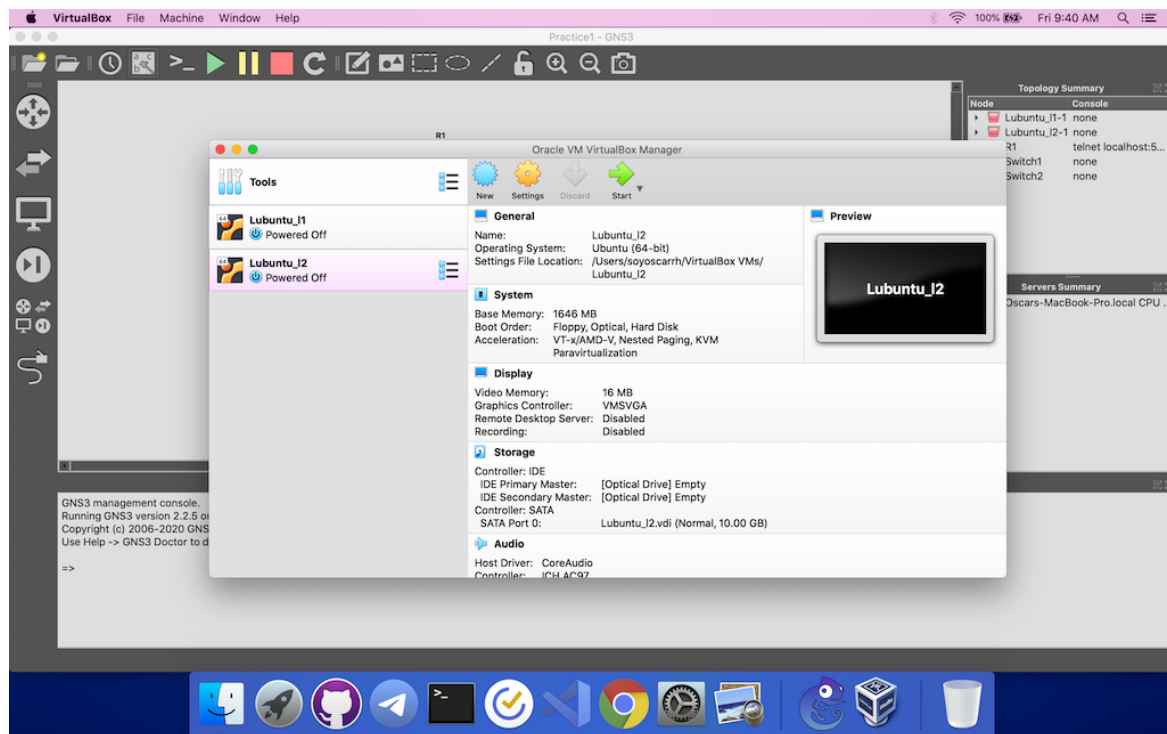 VirtualBox File Machine Window Help
100% Fri 9:40 AM
Practice1 - GNS3
Topology Summary
Node Console
Lubuntu_l1-1 none
Lubuntu_l2-1 none
R1 telnet localhost:5...
Switch1 none
Switch2 none
R1
Oracle VM VirtualBox Manager
Tools
New Settings Discard Start
Lubuntu_l1
Powered Off
Lubuntu_l2
Powered Off
General
Name: Lubuntu_l2
Operating System: Ubuntu (64-bit)
Settings File Location: /Users/soyoscarrh/VirtualBox VMs/
Lubuntu_l2
Preview
Lubuntu_l2
System
Base Memory: 1646 MB
Boot Order: Floppy, Optical, Hard Disk
Acceleration: VT-x/AMD-V, Nested Paging, KVM
Paravirtualization
Display
Video Memory: 16 MB
Graphics Controller: VMSVGA
Remote Desktop Server: Disabled
Recording: Disabled
Storage
Controller: IDE
IDE Primary Master: [Optical Drive] Empty
IDE Secondary Master: [Optical Drive] Empty
Controller: SATA
SATA Port 0: Lubuntu_l2.vdi (Normal, 10.00 GB)
Audio
Host Driver: CoreAudio
Controller: ICH AC97
Servers Summary
Oscars-MacBook-Pro.local CPU
GNS3 management console.
Running GNS3 version 2.2.5 o
Copyright (c) 2006-2020 GNS
Use Help -> GNS3 Doctor to d
=>